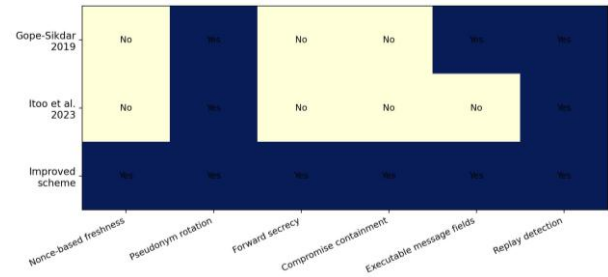 Gope-Sikdar
2019
No Yes No No Yes Yes
Itoo et al.
2023
No Yes No No No Yes
Improved
scheme
Yes Yes Yes Yes Yes Yes
Nonce-based freshness
Pseudonym rotation
Forward secrecy
Compromise containment
Executable message fields
Replay detection